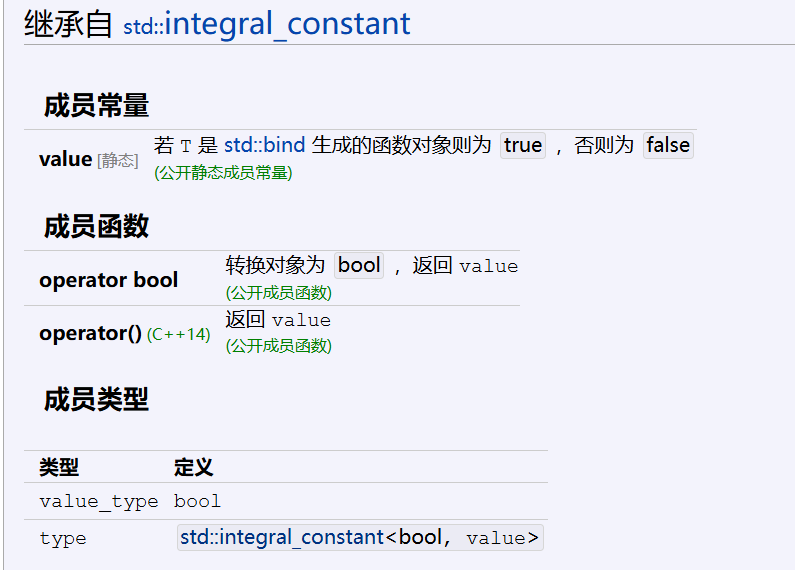 继承自 std::integral_constant
成员常量
value [静态] 若 T 是 std::bind 生成的函数对象则为 true ，否则为 false
(公开静态成员常量)
成员函数
operator bool 转换对象为 bool ，返回 value
(公开成员函数)
operator() (C++14) 返回 value
(公开成员函数)
成员类型
类型 定义
value_type bool
type std::integral_constant<bool, value>